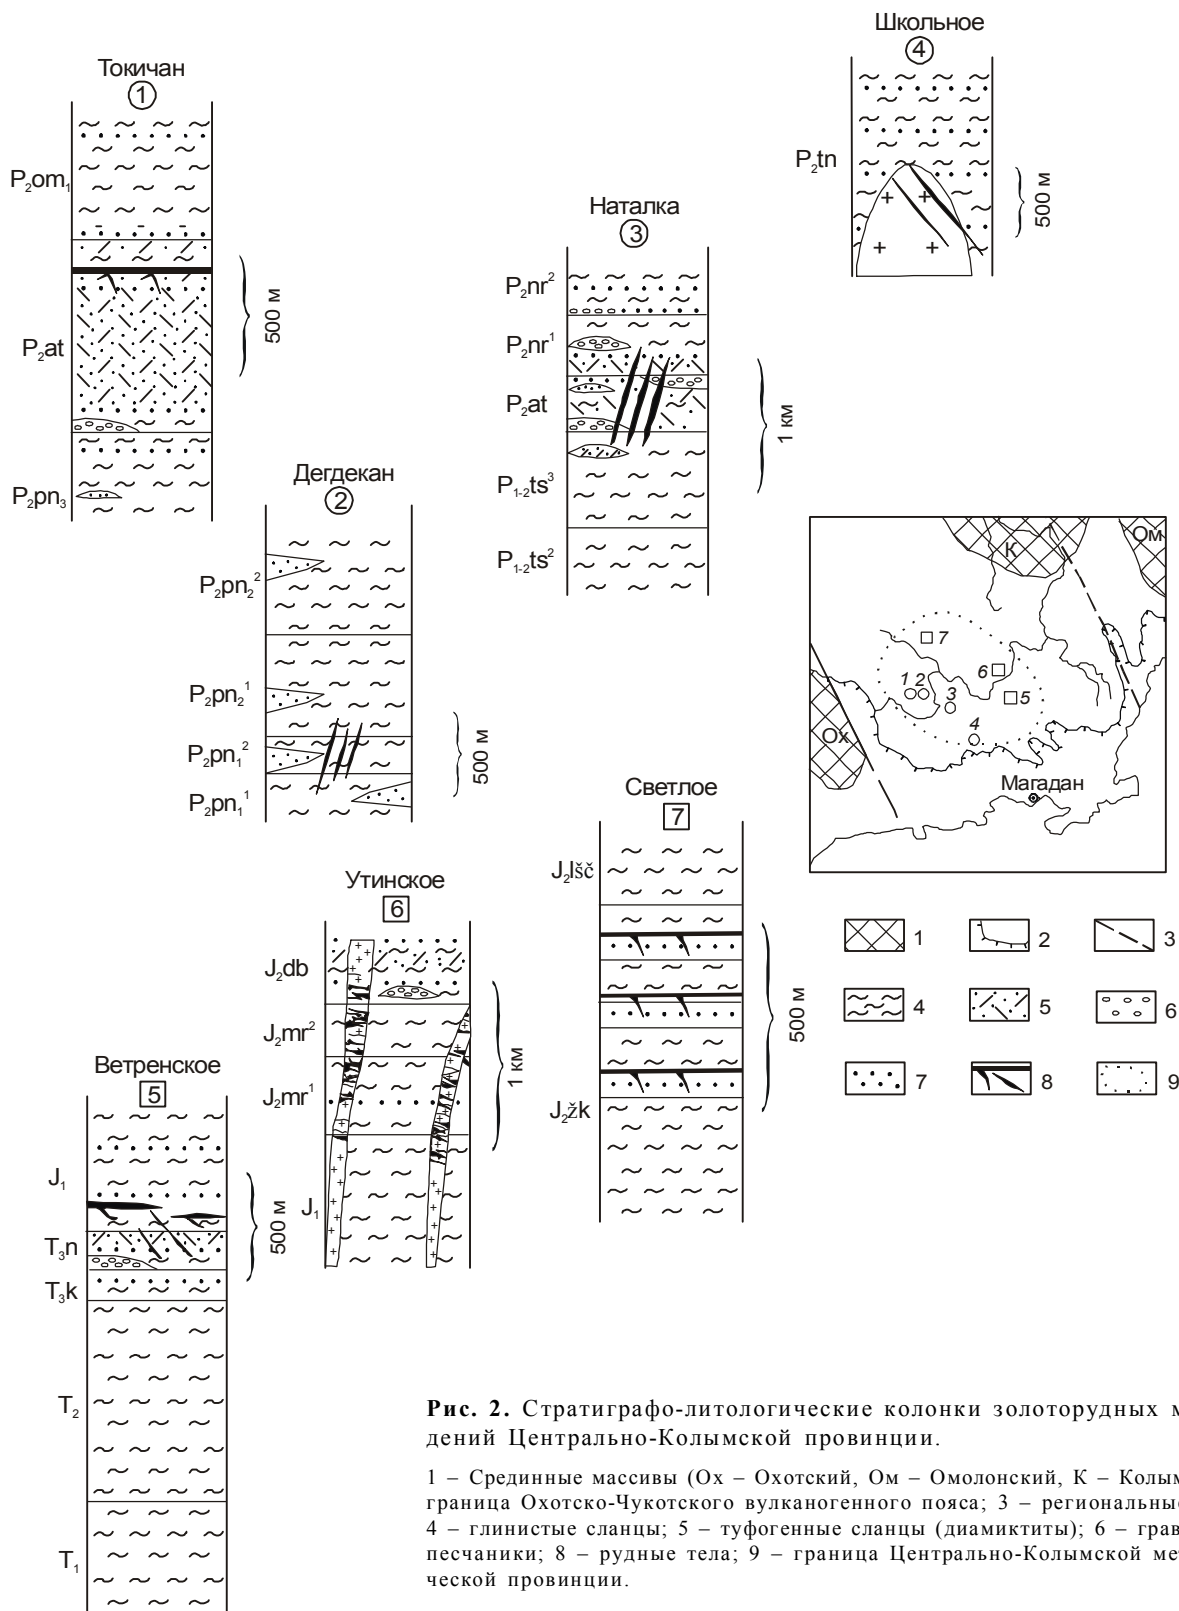 Школьное
4
P₂tn
500 м
Токичан
1
P₂om₁
P₂at
P₂pn₃
500 м
Наталка
3
P₂nr²
P₂nr¹
P₂at
P₁₋₂ts³
P₁₋₂ts²
1 км
Дегдекан
2
P₂pn₂²
P₂pn₂¹
P₂pn₁²
P₂pn₁¹
500 м
К
Ом
7
6
1 2
3
5
4
Ох
Магадан
Светлое
7
J₂lšč
J₂žk
500 м
Утинское
6
J₂db
J₂mr²
J₂mr¹
J₁
1 км
Ветренское
5
J₁
T₃n
T₃k
T₂
T₁
500 м
1 2 3
4 5 6
7 8 9
Рис. 2. Стратиграфо-литологические колонки золоторудных м
дений Центрально-Колымской провинции.
1 – Срединные массивы (Ох – Охотский, Ом – Омолонский, К – Колым
граница Охотско-Чукотского вулканогенного пояса; 3 – региональные
4 – глинистые сланцы; 5 – туфогенные сланцы (диамиктиты); 6 – грав
песчаники; 8 – рудные тела; 9 – граница Центрально-Колымской мет
ческой провинции.